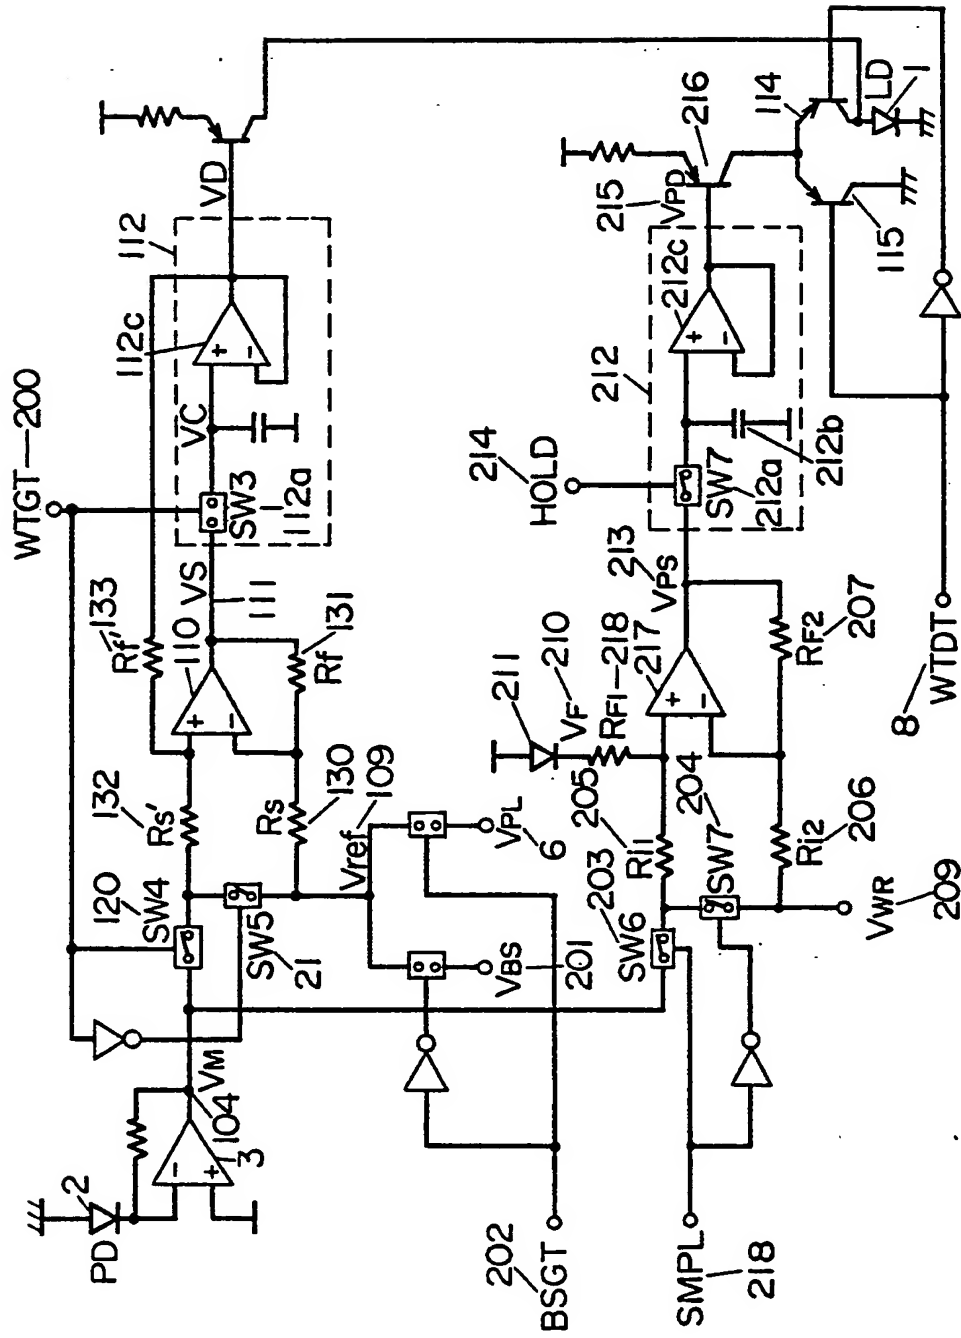 WTGT—200
112
112c
VD
VC
SW3
112a
VS
111
133
Rf'
110
131
Rf
132
Rs'
Rs
130
Vref
109
120
SW4
SW5
21
VM
104
3
2
PD
VPL
6
VBS
201
202
BSGT
SMPL
218
203
SW6
204
SW7
205
Ri1
Ri2
206
VWR
209
211
VF
210
RF1—218
217
RF2
207
213
VPS
214
HOLD
212
212c
SW7
212a
212b
215
VPD
216
114
115
LD
1
8
WTDT